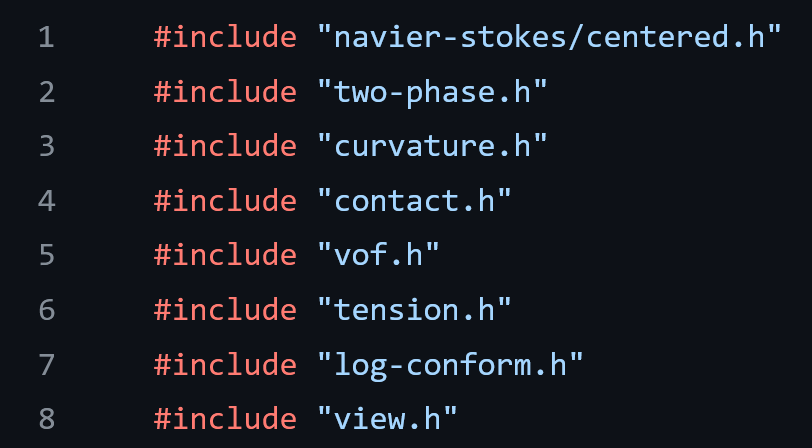 1 #include "navier-stokes/centered.h"
2 #include "two-phase.h"
3 #include "curvature.h"
4 #include "contact.h"
5 #include "vof.h"
6 #include "tension.h"
7 #include "log-conform.h"
8 #include "view.h"